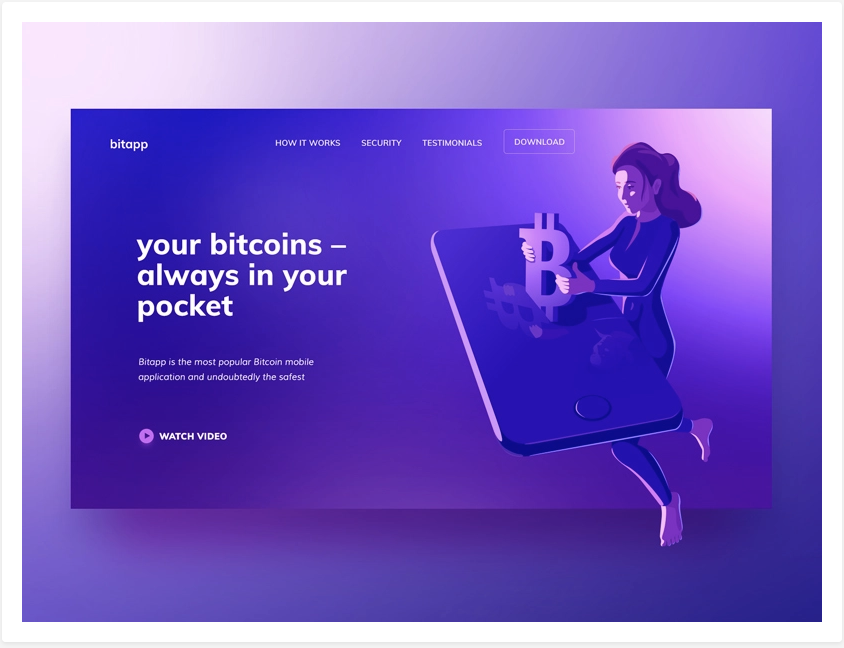 bitapp
HOW IT WORKS
SECURITY
TESTIMONIALS
DOWNLOAD
your bitcoins –
always in your
pocket
Bitapp is the most popular Bitcoin mobile
application and undoubtedly the safest
WATCH VIDEO